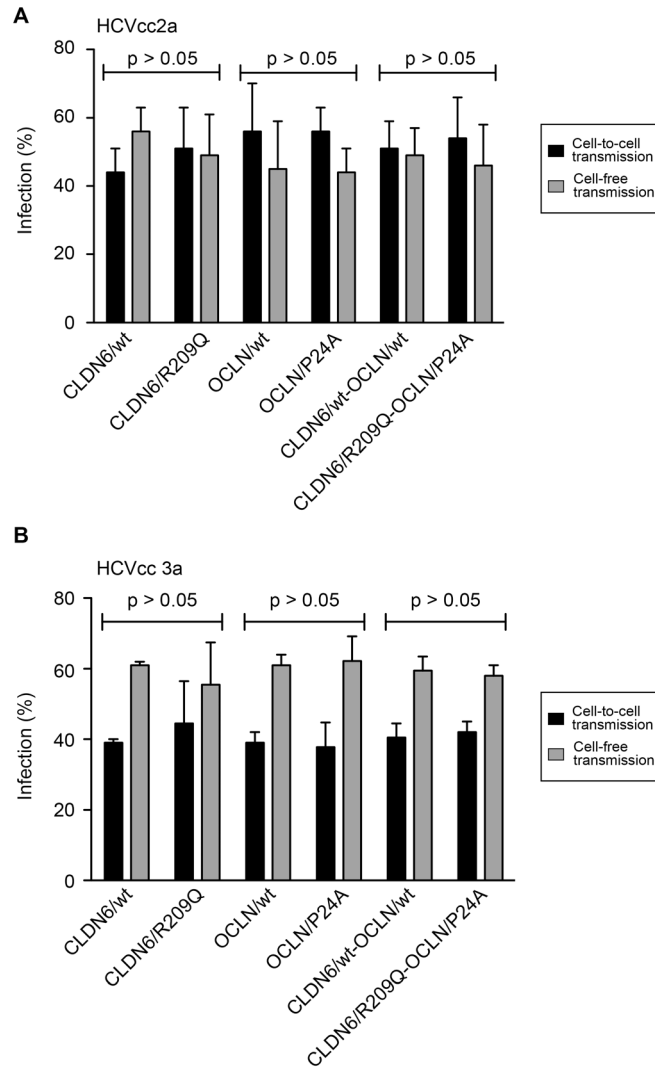 A
HCVcc2a
80
60
40
20
0
Infection (%)
p > 0.05
p > 0.05
p > 0.05
CLDN6/wt
CLDN6/R209Q
OCLN/wt
OCLN/P24A
CLDN6/wt-OCLN/wt
CLDN6/R209Q-OCLN/P24A
Cell-to-cell
transmission
Cell-free
transmission
B
HCVcc 3a
80
60
40
20
0
Infection (%)
p > 0.05
p > 0.05
p > 0.05
CLDN6/wt
CLDN6/R209Q
OCLN/wt
OCLN/P24A
CLDN6/wt-OCLN/wt
CLDN6/R209Q-OCLN/P24A
Cell-to-cell
transmission
Cell-free
transmission